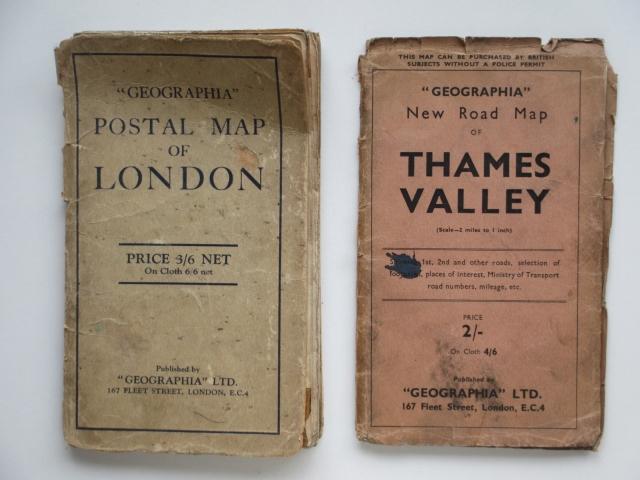 "GEOGRAPHIA"
POSTAL MAP
OF
LONDON
PRICE 3/6 NET
On Cloth 6/6 net
Published by
"GEOGRAPHIA" LTD.
167 FLEET STREET, LONDON, E.C.4
THIS MAP CAN BE PURCHASED BY BRITISH
SUBJECTS WITHOUT A POLICE PERMIT
"GEOGRAPHIA"
New Road Map
OF
THAMES
VALLEY
(Scale—2 miles to 1 inch)
1st, 2nd and other roads, selection of
places of interest, Ministry of Transport
road numbers, mileage, etc.
PRICE
2/-
On Cloth 4/6
Published by
"GEOGRAPHIA" LTD.
167 Fleet Street, London, E.C.4